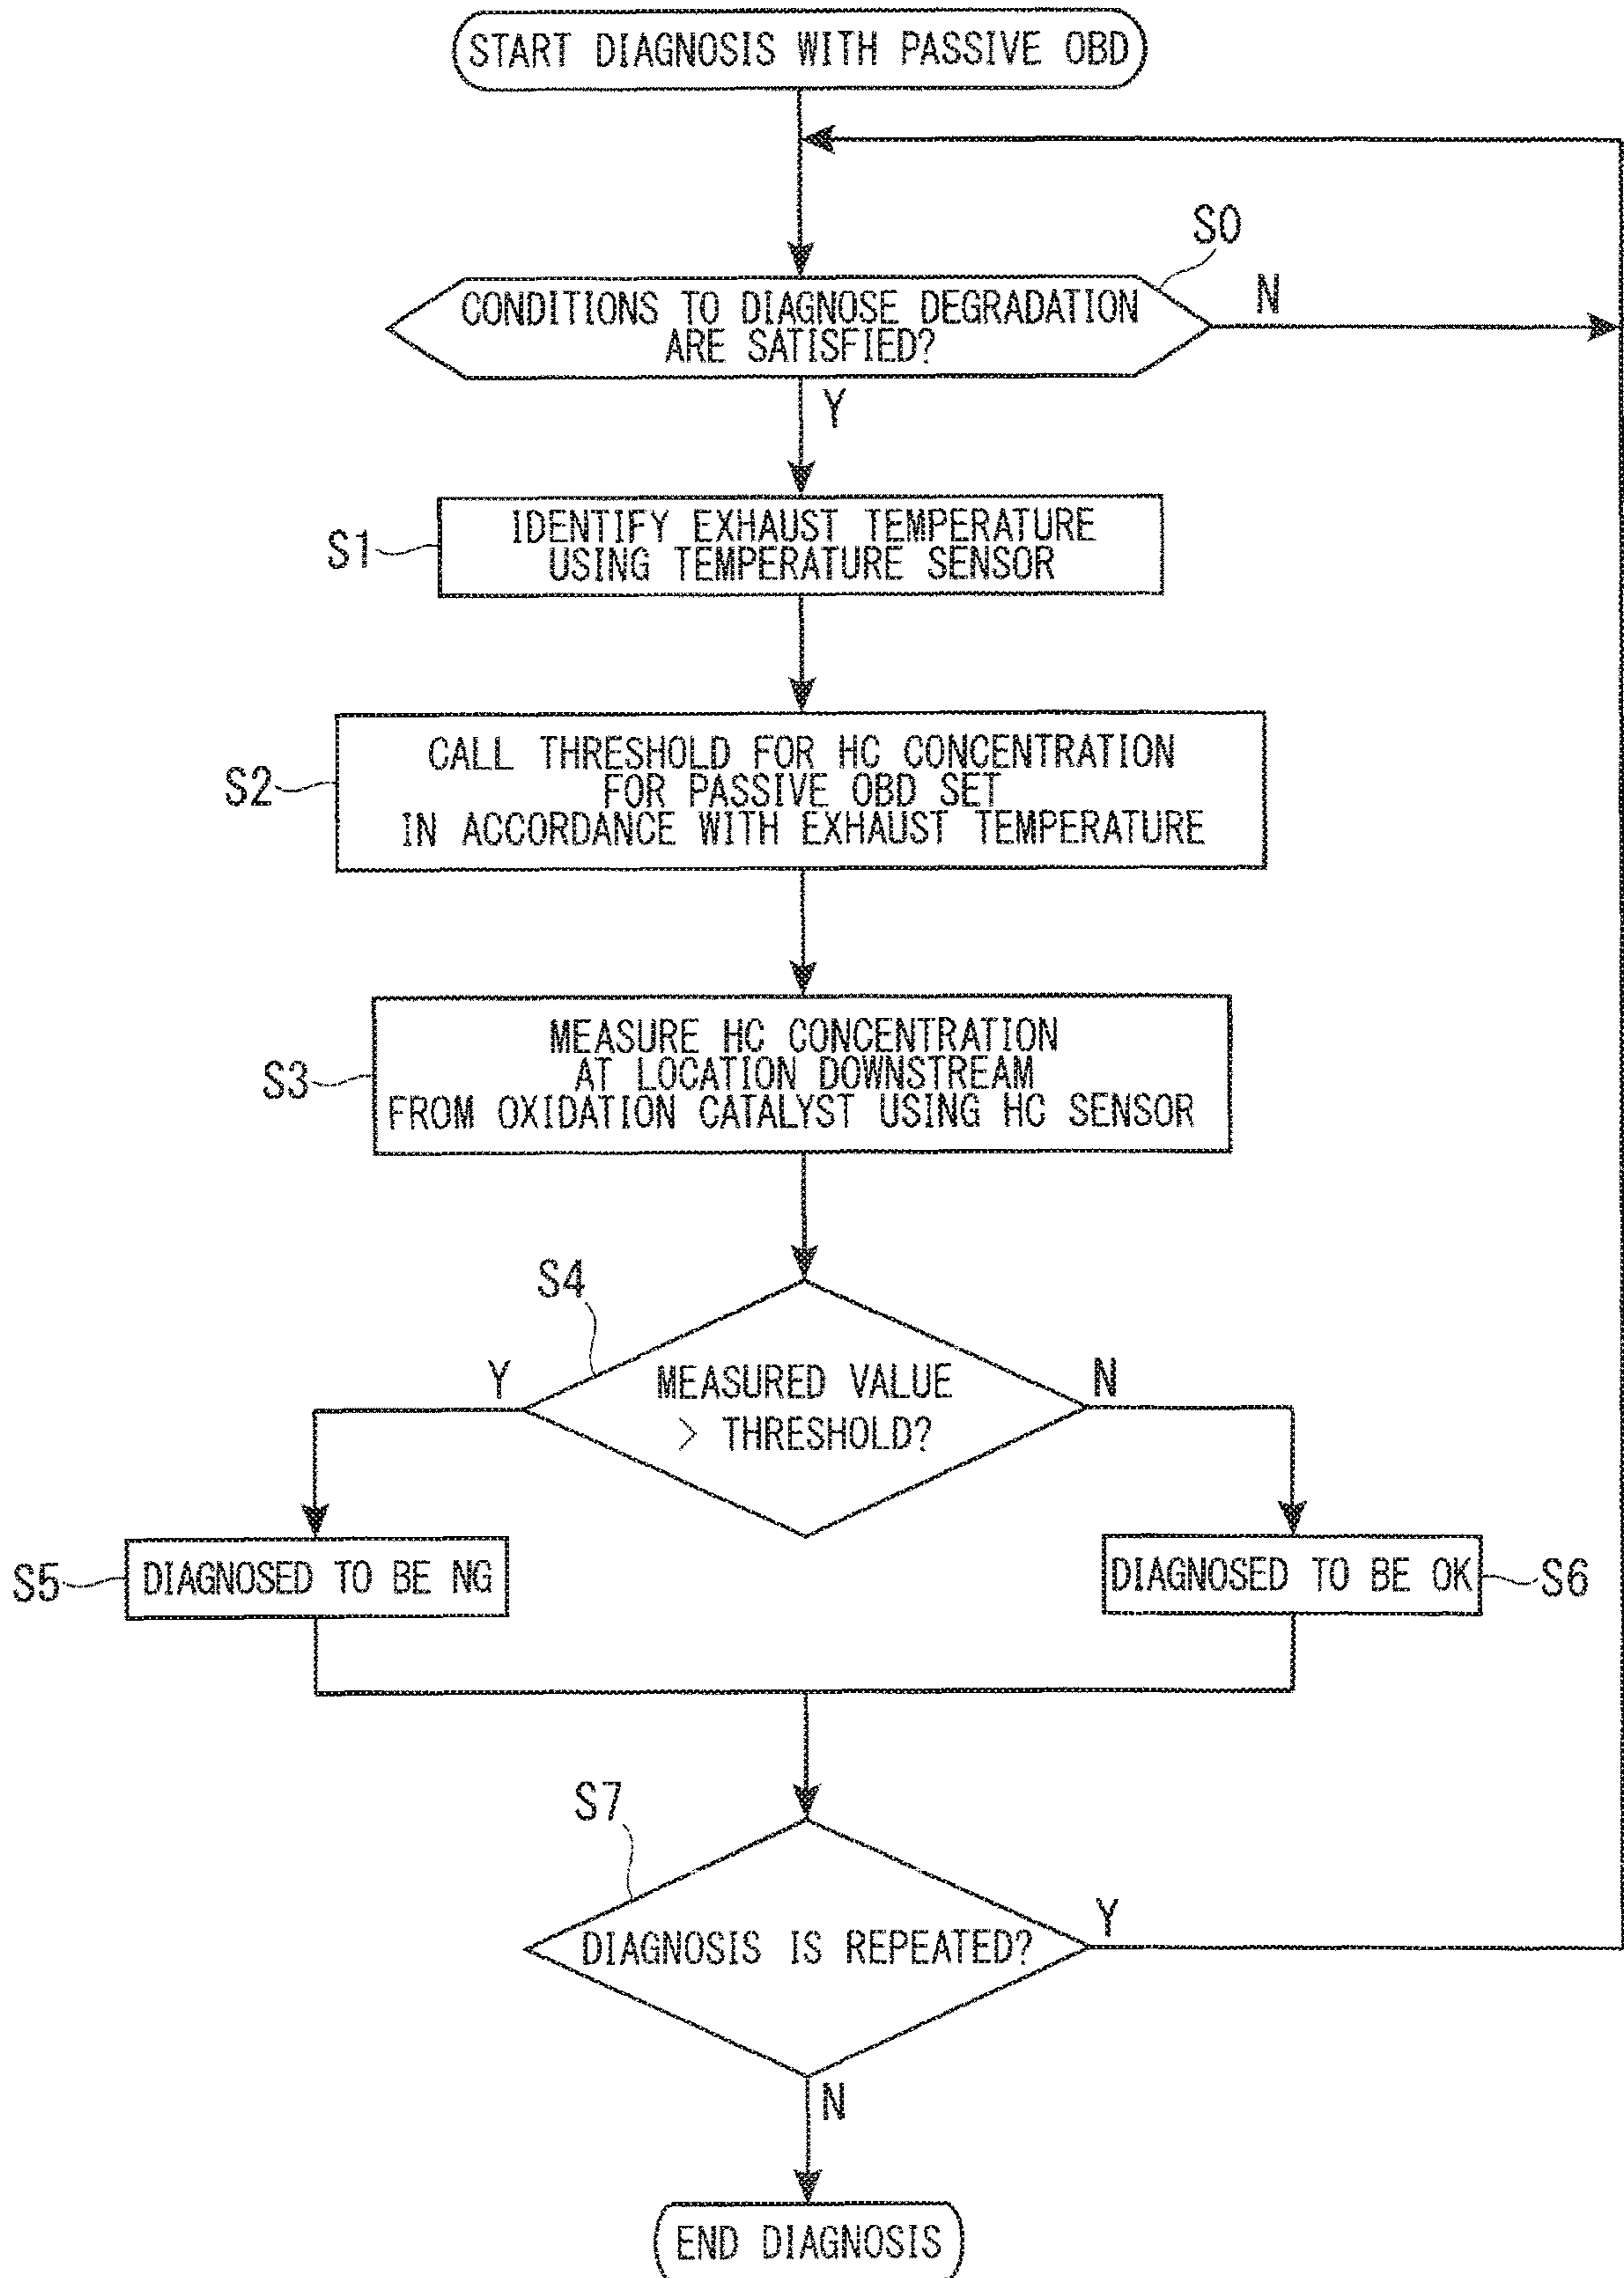 START DIAGNOSIS WITH PASSIVE OBD
S0
CONDITIONS TO DIAGNOSE DEGRADATION
ARE SATISFIED?
N
Y
S1
IDENTIFY EXHAUST TEMPERATURE
USING TEMPERATURE SENSOR
S2
CALL THRESHOLD FOR HC CONCENTRATION
FOR PASSIVE OBD SET
IN ACCORDANCE WITH EXHAUST TEMPERATURE
S3
MEASURE HC CONCENTRATION
AT LOCATION DOWNSTREAM
FROM OXIDATION CATALYST USING HC SENSOR
S4
Y
MEASURED VALUE
> THRESHOLD?
N
S5
DIAGNOSED TO BE NG
DIAGNOSED TO BE OK
S6
S7
DIAGNOSIS IS REPEATED?
Y
N
END DIAGNOSIS